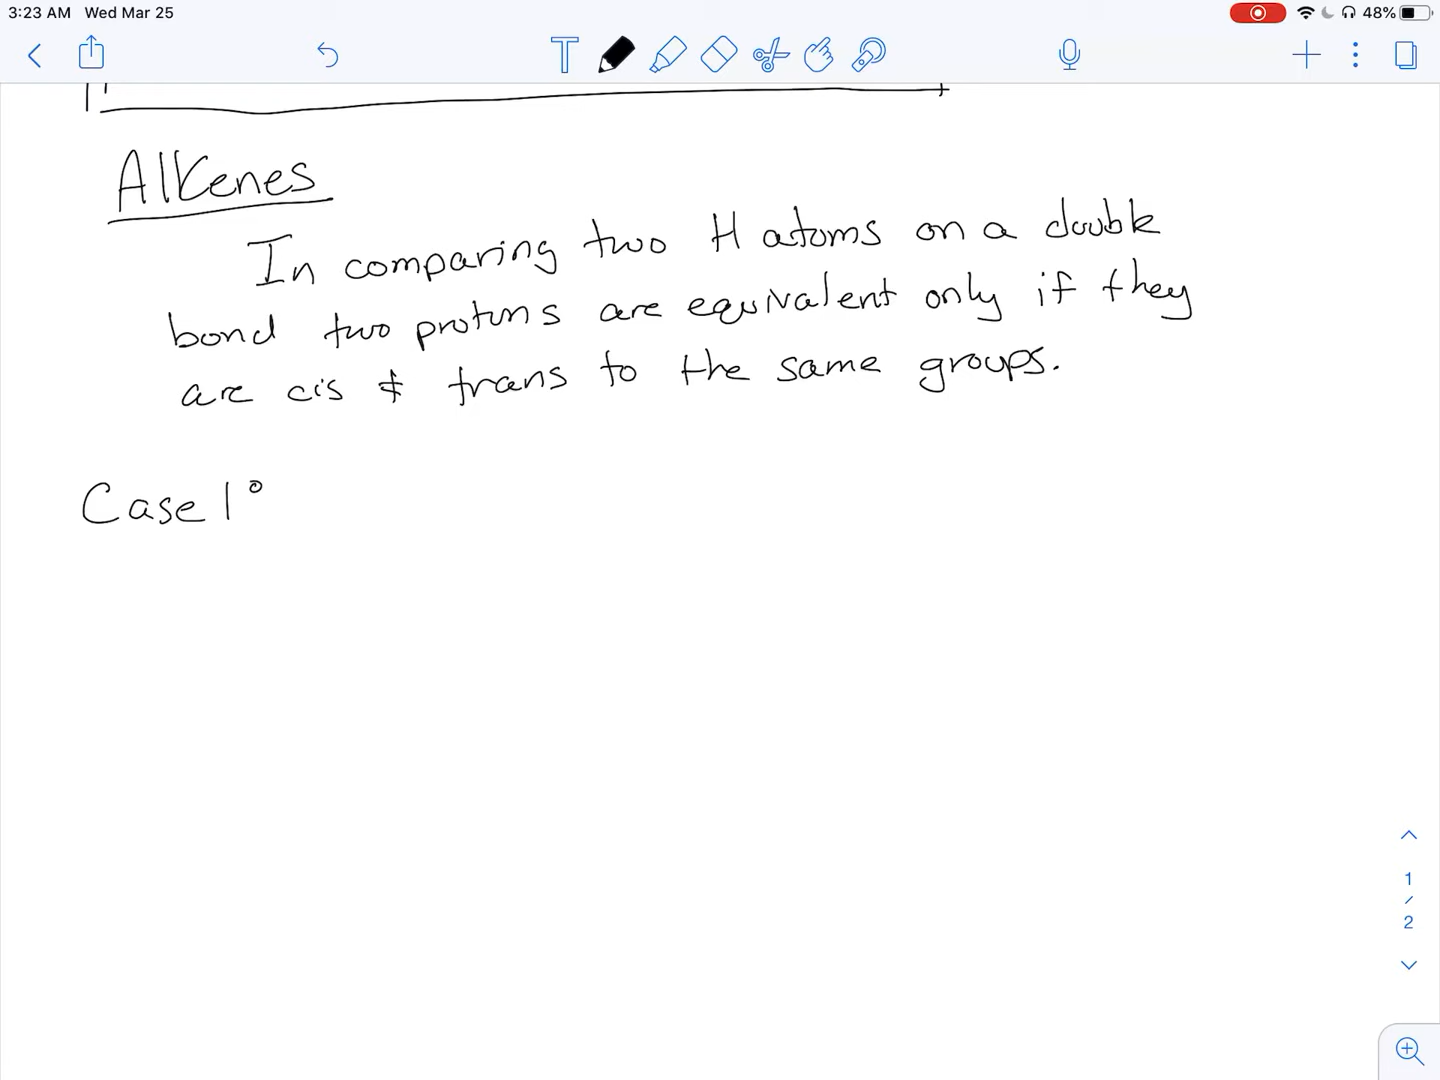 3:23 AM Wed Mar 25 48%
T
Alkenes
In comparing two H atoms on a double
bond two protons are equivalent only if they
are cis & trans to the same groups.
Case 1°
1
/
2